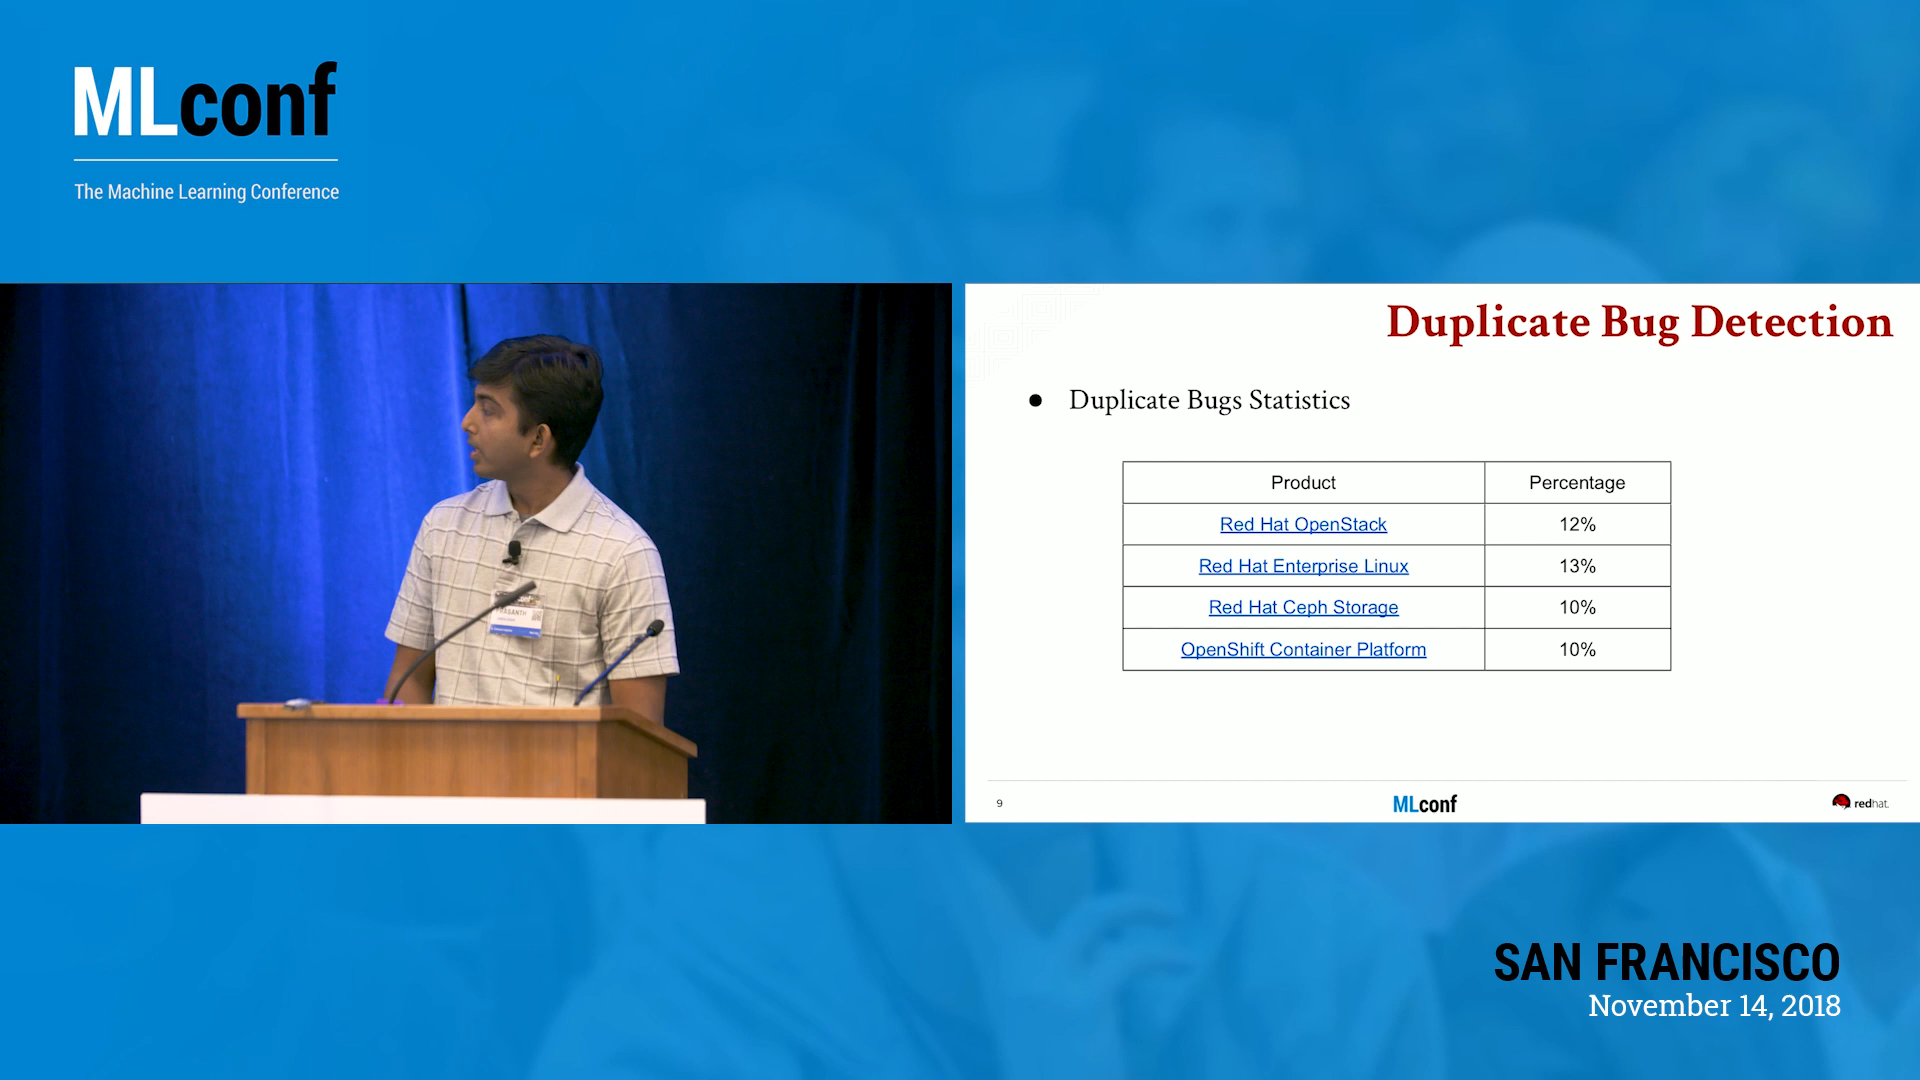 MLconf
The Machine Learning Conference
Duplicate Bug Detection
● Duplicate Bugs Statistics
Product Percentage
Red Hat OpenStack 12%
Red Hat Enterprise Linux 13%
Red Hat Ceph Storage 10%
OpenShift Container Platform 10%
9 MLconf redhat.
PRASANTH
SAN FRANCISCO
November 14, 2018